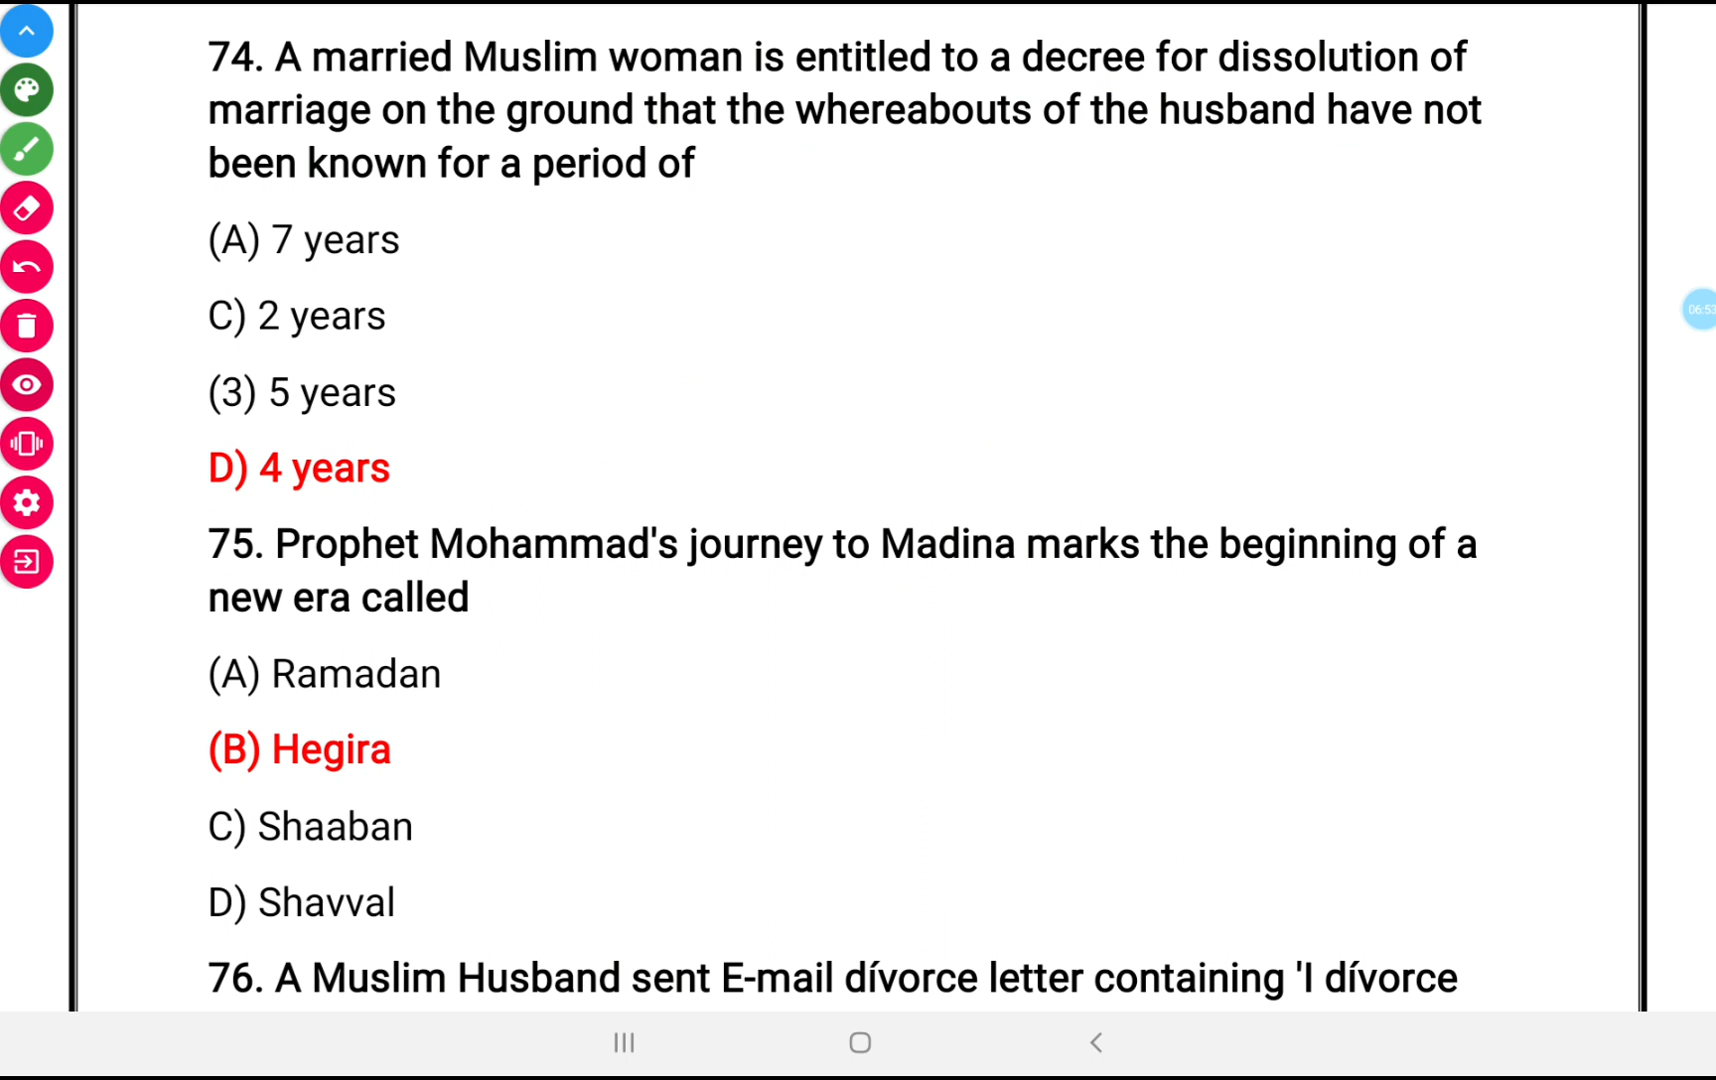 74. A married Muslim woman is entitled to a decree for dissolution of
marriage on the ground that the whereabouts of the husband have not
been known for a period of
(A) 7 years
C) 2 years
(3) 5 years
D) 4 years
75. Prophet Mohammad's journey to Madina marks the beginning of a
new era called
(A) Ramadan
(B) Hegira
C) Shaaban
D) Shavval
76. A Muslim Husband sent E-mail dívorce letter containing 'I dívorce
06:53